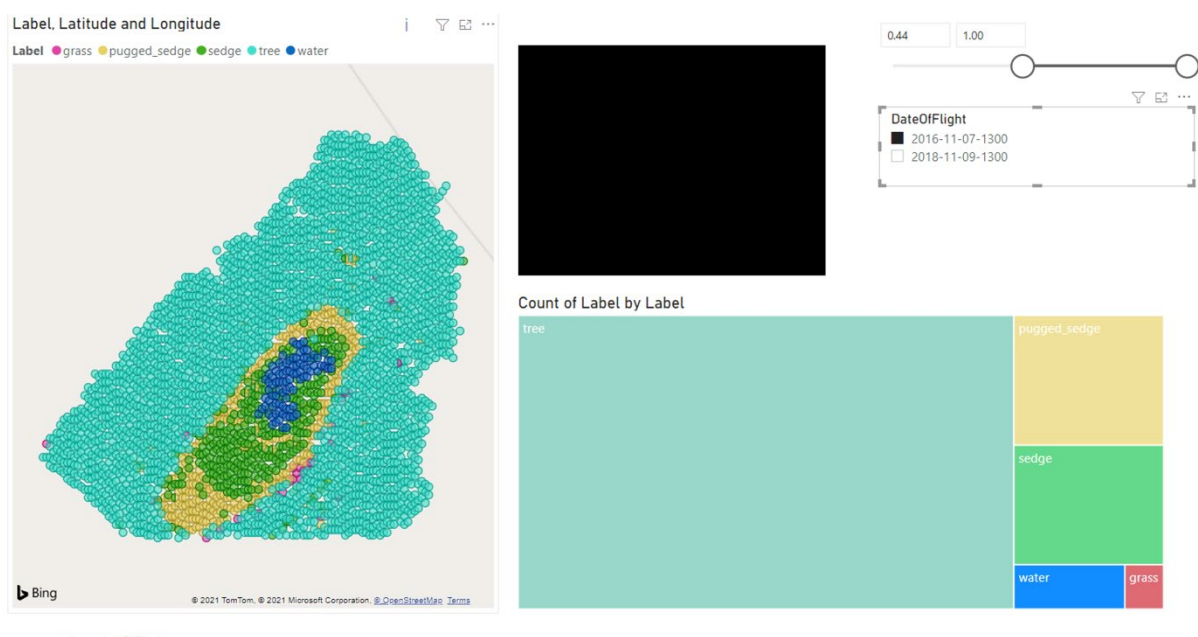 Label, Latitude and Longitude
Label grass pugged_sedge sedge tree water
Bing
© 2021 TomTom, © 2021 Microsoft Corporation, © OpenStreetMap Terms
0.44 1.00
DateOfFlight
2016-11-07-1300
2018-11-09-1300
Count of Label by Label
tree
pugged_sedge
sedge
water
grass